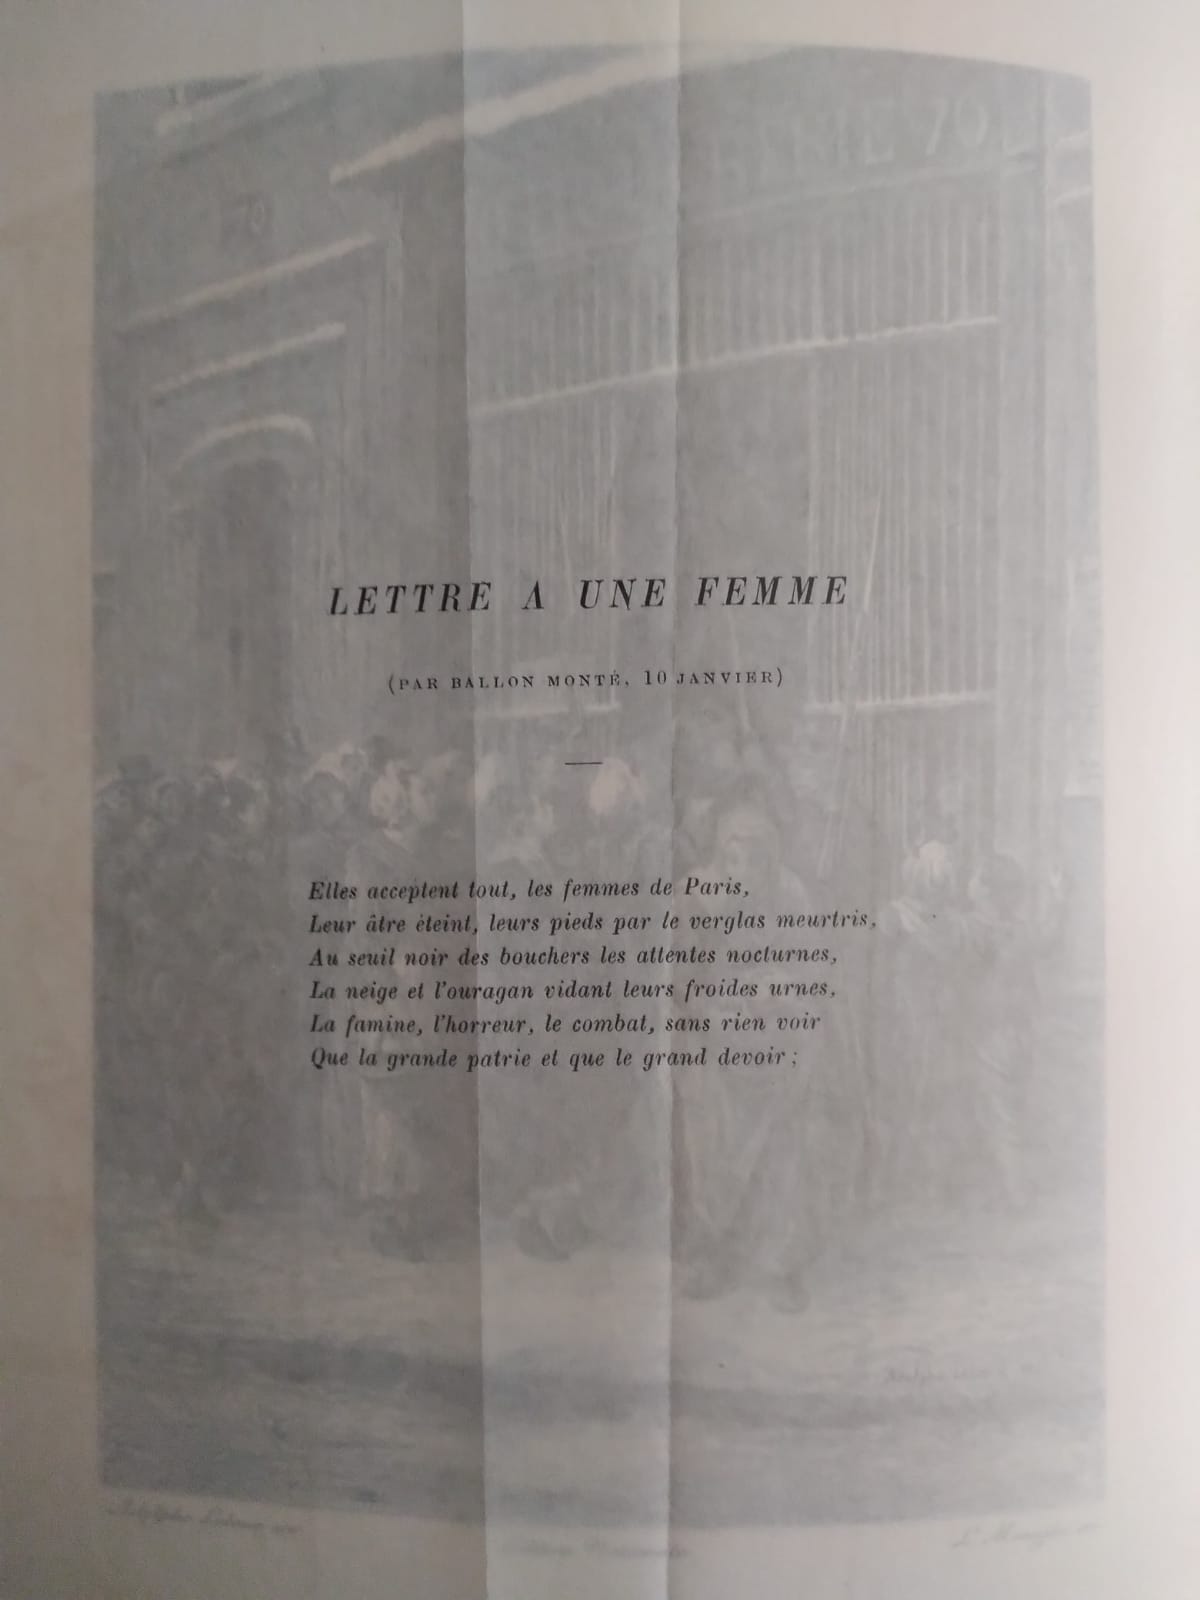 70
LETTRE A UNE FEMME
(PAR BALLON MONTÉ, 10 JANVIER)
Elles acceptent tout, les femmes de Paris,
Leur âtre éteint, leurs pieds par le verglas meurtris,
Au seuil noir des bouchers les attentes nocturnes,
La neige et l'ouragan vidant leurs froides urnes,
La famine, l'horreur, le combat, sans rien voir
Que la grande patrie et que le grand devoir ;